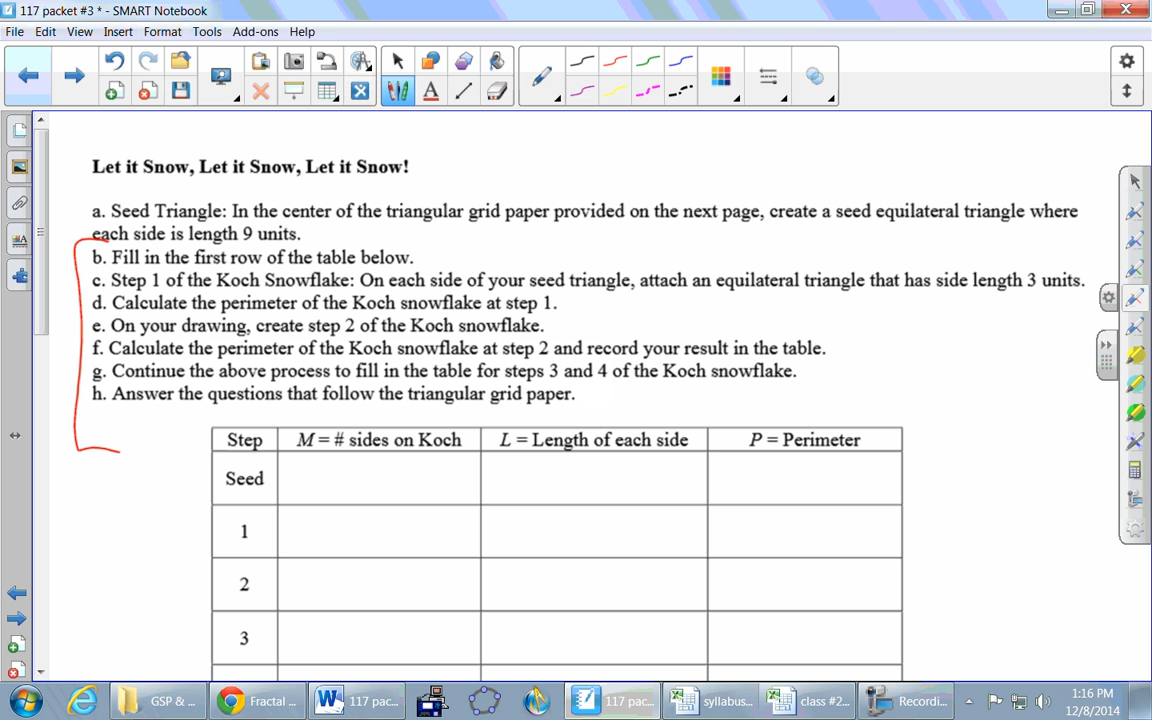 117 packet #3 * - SMART Notebook
File Edit View Insert Format Tools Add-ons Help
Let it Snow, Let it Snow, Let it Snow!
a. Seed Triangle: In the center of the triangular grid paper provided on the next page, create a seed equilateral triangle where
each side is length 9 units.
b. Fill in the first row of the table below.
c. Step 1 of the Koch Snowflake: On each side of your seed triangle, attach an equilateral triangle that has side length 3 units.
d. Calculate the perimeter of the Koch snowflake at step 1.
e. On your drawing, create step 2 of the Koch snowflake.
f. Calculate the perimeter of the Koch snowflake at step 2 and record your result in the table.
g. Continue the above process to fill in the table for steps 3 and 4 of the Koch snowflake.
h. Answer the questions that follow the triangular grid paper.
Step M = # sides on Koch L = Length of each side P = Perimeter
Seed
1
2
3
GSP & ... Fractal ... 117 pac... 117 pac... syllabus... class #2... Recordi... 1:16 PM
12/8/2014